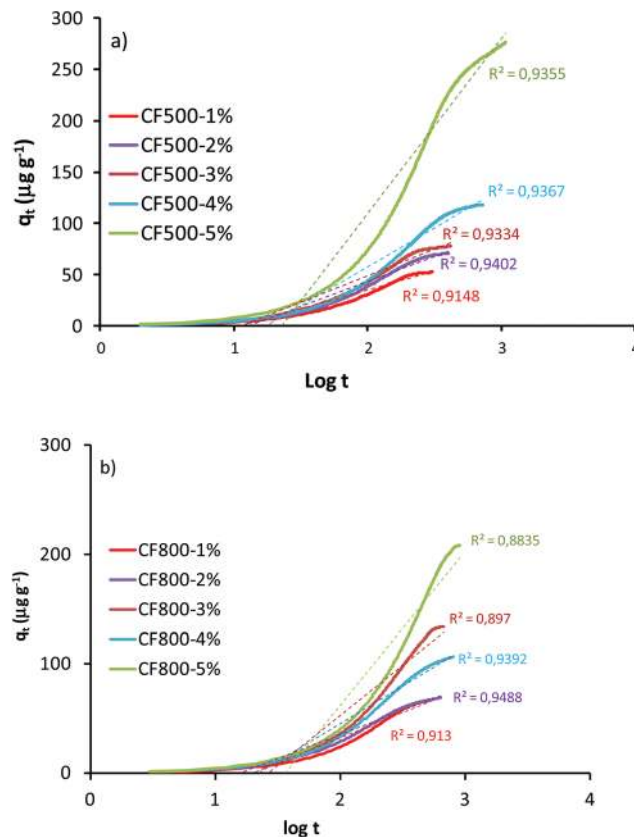 a)
300
250
200
150
100
50
0
qt (µg g-1)
CF500-1%
CF500-2%
CF500-3%
CF500-4%
CF500-5%
R² = 0,9355
R² = 0,9367
R² = 0,9334
R² = 0,9402
R² = 0,9148
0 1 2 3 4
Log t
b)
300
200
100
0
qt (µg g-1)
CF800-1%
CF800-2%
CF800-3%
CF800-4%
CF800-5%
R² = 0,8835
R² = 0,897
R² = 0,9392
R² = 0,9488
R² = 0,913
0 1 2 3 4
log t